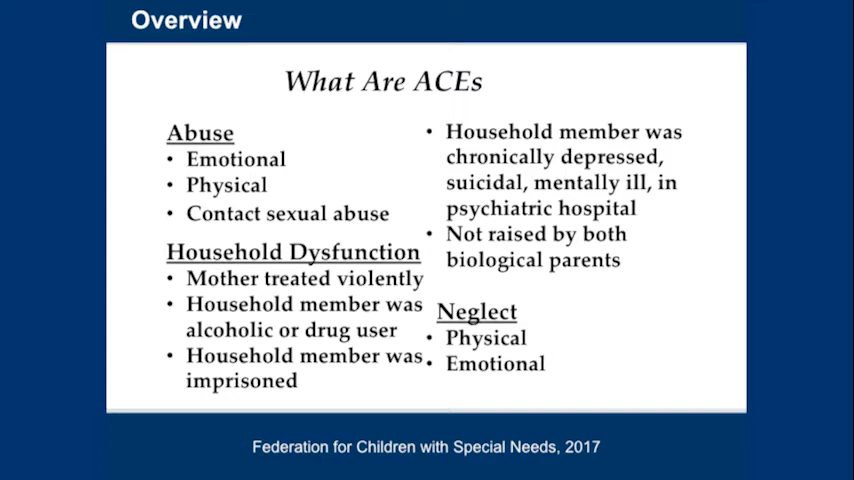 Overview
What Are ACEs
Abuse
• Emotional
• Physical
• Contact sexual abuse
Household Dysfunction
• Mother treated violently
• Household member was
alcoholic or drug user
• Household member was
imprisoned
• Household member was
chronically depressed,
suicidal, mentally ill, in
psychiatric hospital
• Not raised by both
biological parents
Neglect
• Physical
• Emotional
Federation for Children with Special Needs, 2017